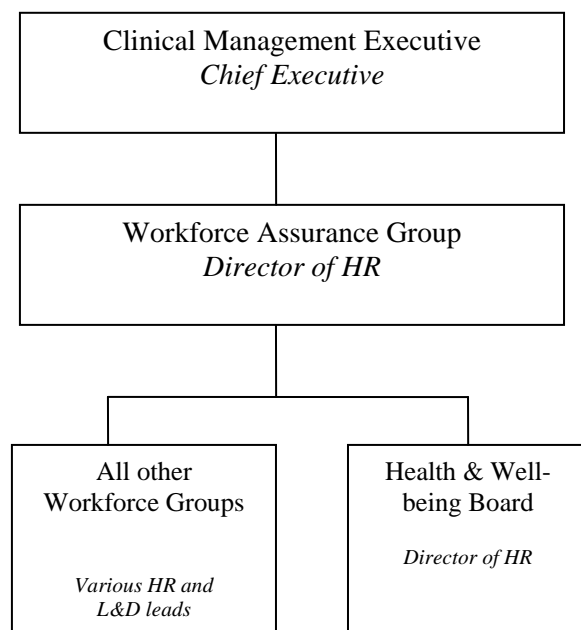 Clinical Management Executive
Chief Executive
Workforce Assurance Group
Director of HR
All other
Workforce Groups
Various HR and
L&D leads
Health & Well-
being Board
Director of HR